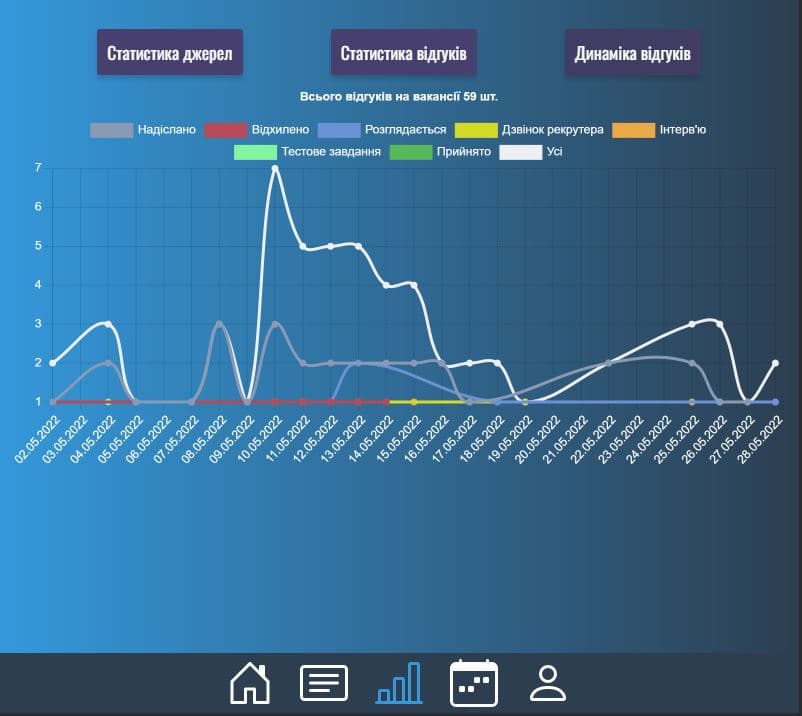 Статистика джерел Статистика відгуків Динаміка відгуків
Всього відгуків на вакансії 59 шт.
Надіслано Відхилено Розглядається Дзвінок рекрутера Інтерв'ю
Тестове завдання Прийнято Усі
7
6
5
4
3
2
1
02.05.2022 03.05.2022 04.05.2022 05.05.2022 06.05.2022 07.05.2022 08.05.2022 09.05.2022 10.05.2022 11.05.2022 12.05.2022 13.05.2022 14.05.2022 15.05.2022 16.05.2022 17.05.2022 18.05.2022 19.05.2022 20.05.2022 21.05.2022 22.05.2022 23.05.2022 24.05.2022 25.05.2022 26.05.2022 27.05.2022 28.05.2022